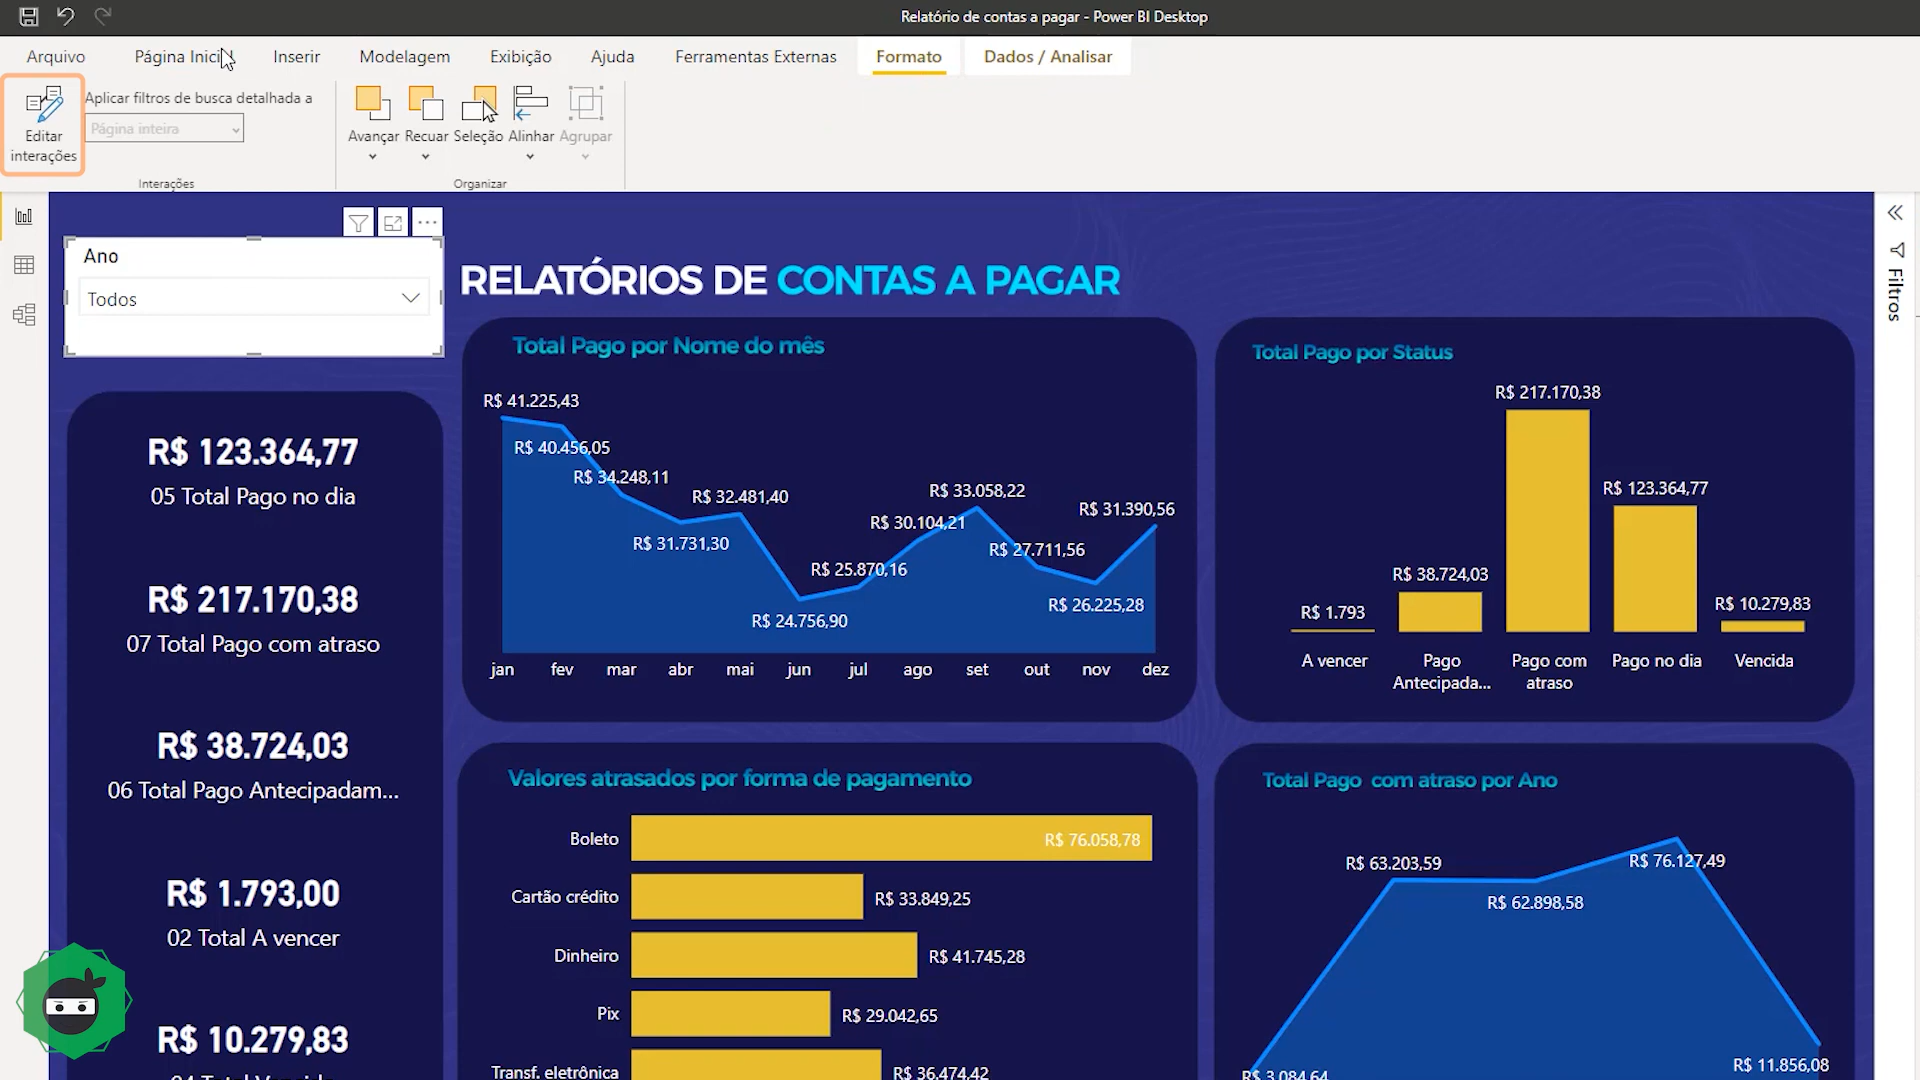 Relatório de contas a pagar - Power BI Desktop
Arquivo
Página Inicial
Inserir
Modelagem
Exibição
Ajuda
Ferramentas Externas
Formato
Dados / Analisar
Editar
interações
Aplicar filtros de busca detalhada a
Página inteira
Interações
Avançar
Recuar
Seleção
Alinhar
Agrupar
Organizar
Filtros
Ano
Todos
RELATÓRIOS DE CONTAS A PAGAR
R$ 123.364,77
05 Total Pago no dia
R$ 217.170,38
07 Total Pago com atraso
R$ 38.724,03
06 Total Pago Antecipadam...
R$ 1.793,00
02 Total A vencer
R$ 10.279,83
Total Pago por Nome do mês
R$ 41.225,43
R$ 40.456,05
R$ 34.248,11
R$ 31.731,30
R$ 32.481,40
R$ 24.756,90
R$ 25.870,16
R$ 30.104,21
R$ 33.058,22
R$ 27.711,56
R$ 26.225,28
R$ 31.390,56
jan fev mar abr mai jun jul ago set out nov dez
Total Pago por Status
R$ 1.793
R$ 38.724,03
R$ 217.170,38
R$ 123.364,77
R$ 10.279,83
A vencer
Pago
Antecipada...
Pago com
atraso
Pago no dia
Vencida
Valores atrasados por forma de pagamento
Boleto R$ 76.058,78
Cartão crédito R$ 33.849,25
Dinheiro R$ 41.745,28
Pix R$ 29.042,65
Transf. eletrônica R$ 36.474,42
Total Pago com atraso por Ano
R$ 3.084,64
R$ 63.203,59
R$ 62.898,58
R$ 76.127,49
R$ 11.856,08